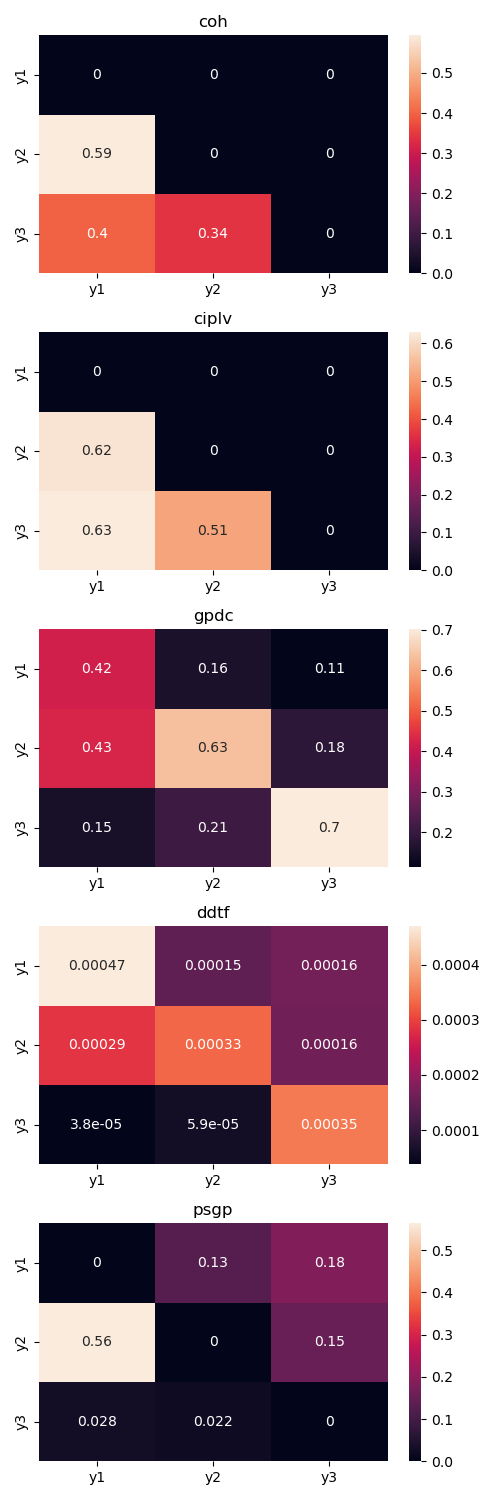 coh
y1 0 0 0
y2 0.59 0 0
y3 0.4 0.34 0
y1 y2 y3
0.5
0.4
0.3
0.2
0.1
0.0
ciplv
y1 0 0 0
y2 0.62 0 0
y3 0.63 0.51 0
y1 y2 y3
0.6
0.5
0.4
0.3
0.2
0.1
0.0
gpdc
y1 0.42 0.16 0.11
y2 0.43 0.63 0.18
y3 0.15 0.21 0.7
y1 y2 y3
0.7
0.6
0.5
0.4
0.3
0.2
ddtf
y1 0.00047 0.00015 0.00016
y2 0.00029 0.00033 0.00016
y3 3.8e-05 5.9e-05 0.00035
y1 y2 y3
0.0004
0.0003
0.0002
0.0001
psgp
y1 0 0.13 0.18
y2 0.56 0 0.15
y3 0.028 0.022 0
y1 y2 y3
0.5
0.4
0.3
0.2
0.1
0.0